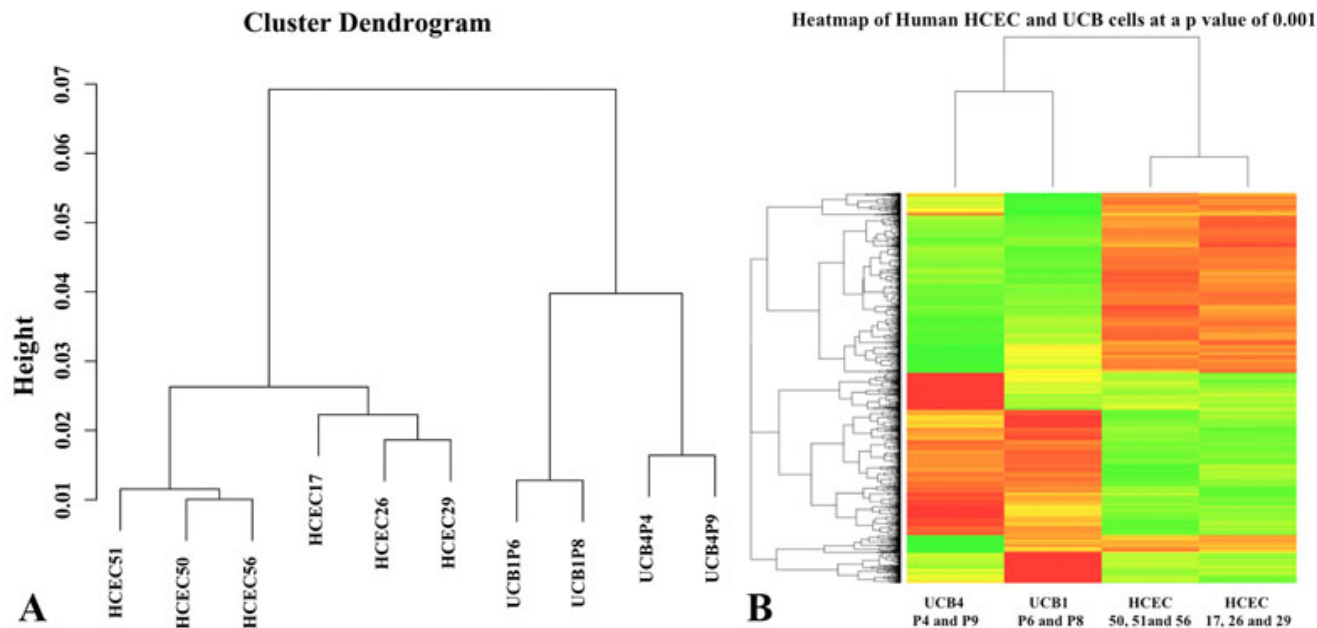 Cluster Dendrogram
Height
0.07
0.06
0.05
0.04
0.03
0.02
0.01
HCEC51
HCEC50
HCEC56
HCEC17
HCEC26
HCEC29
UCB1P6
UCB1P8
UCB4P4
UCB4P9
A
Heatmap of Human HCEC and UCB cells at a p value of 0.001
UCB4
P4 and P9
UCB1
P6 and P8
HCEC
50, 51and 56
HCEC
17, 26 and 29
B